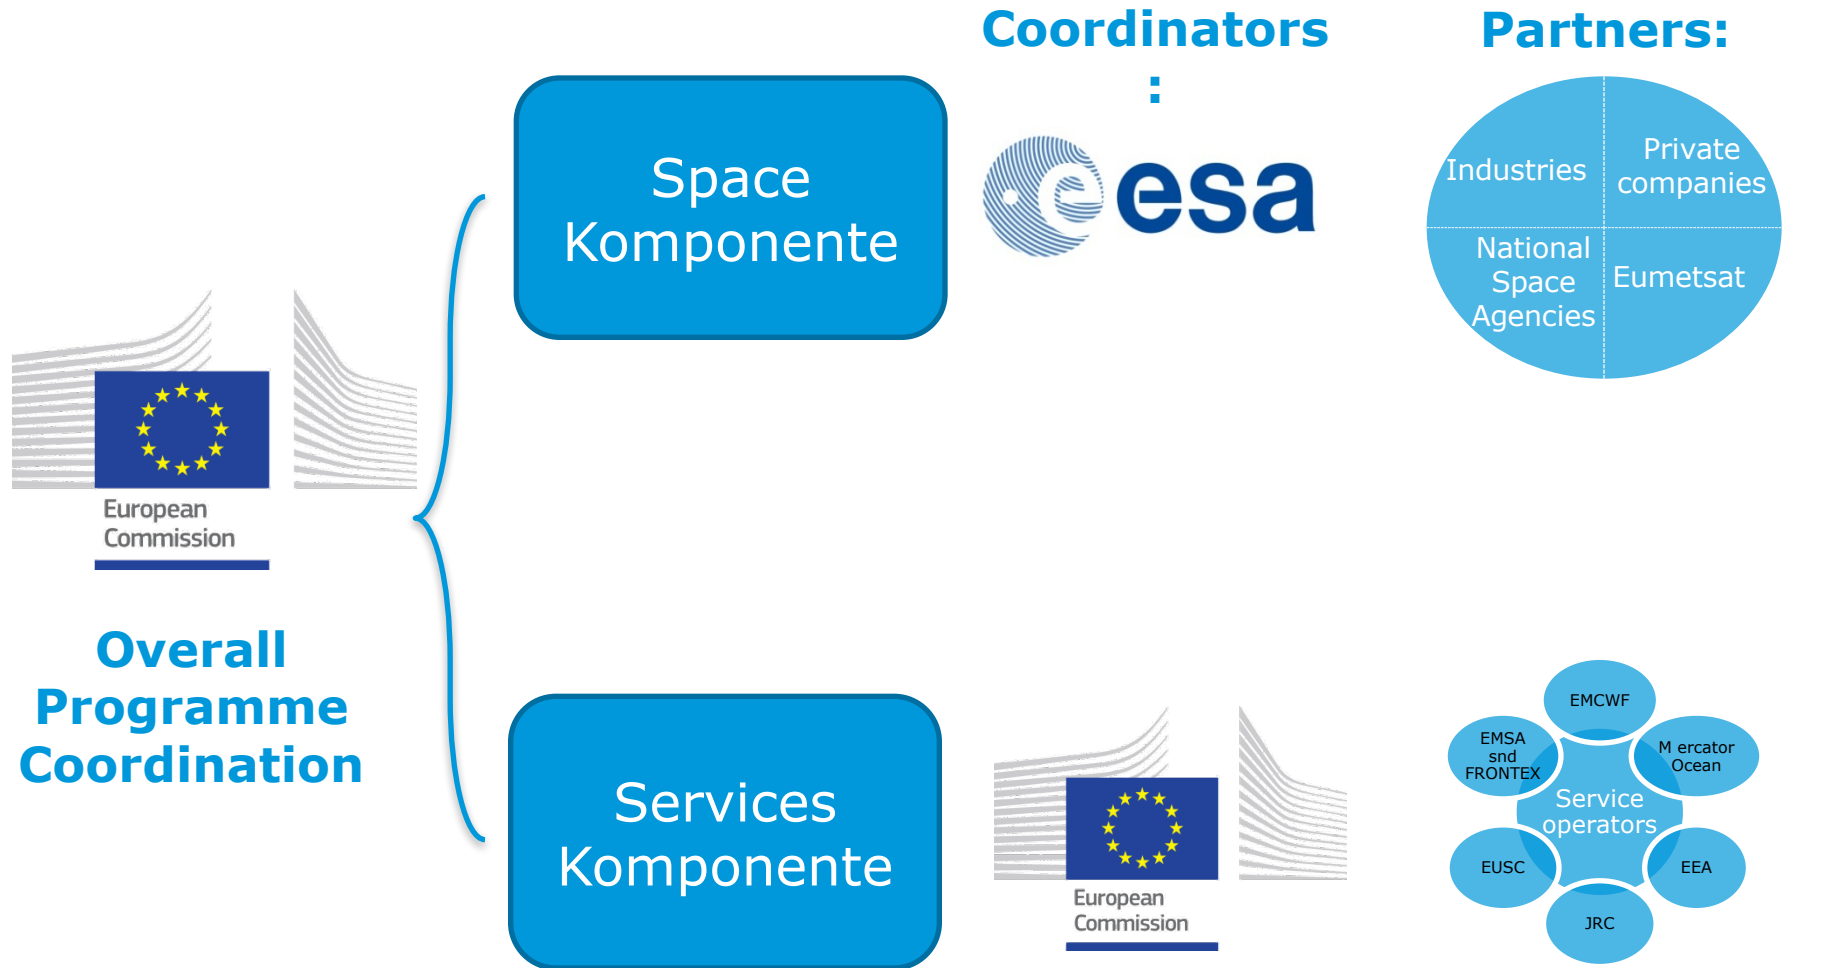 Coordinators
:
Partners:
Space
Komponente
esa
Industries
Private
companies
National
Space
Agencies
Eumetsat
European
Commission
Overall
Programme
Coordination
Services
Komponente
European
Commission
EMCWF
EMSA
snd
FRONTEX
M ercator
Ocean
Service
operators
EUSC
EEA
JRC